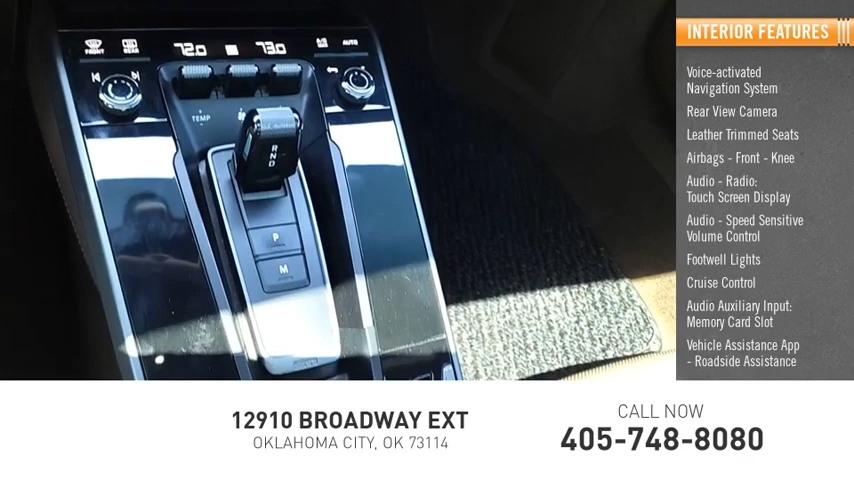 FRONT
REAR
72.0
73.0
A/C
AUTO
TEMP
R
N
D
P
M
INTERIOR FEATURES
Voice-activated
Navigation System
Rear View Camera
Leather Trimmed Seats
Airbags - Front - Knee
Audio - Radio:
Touch Screen Display
Audio - Speed Sensitive
Volume Control
Footwell Lights
Cruise Control
Audio Auxiliary Input:
Memory Card Slot
Vehicle Assistance App
- Roadside Assistance
12910 BROADWAY EXT
OKLAHOMA CITY, OK 73114
CALL NOW
405-748-8080